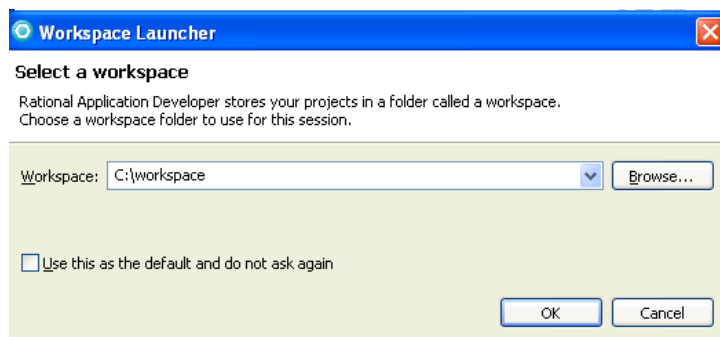 Workspace Launcher
Select a workspace
Rational Application Developer stores your projects in a folder called a workspace.
Choose a workspace folder to use for this session.
Workspace: C:\workspace Browse...
Use this as the default and do not ask again
OK Cancel